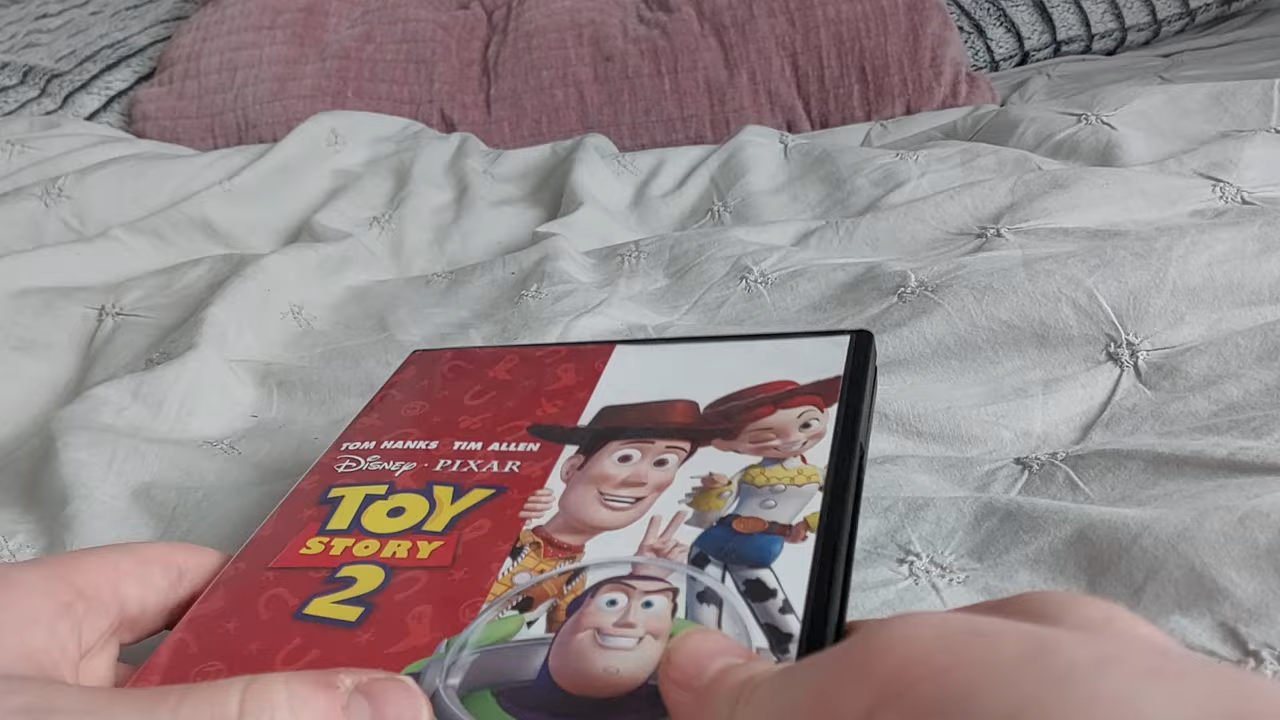 TOM HANKS TIM ALLEN
DISNEY · PIXAR
TOY
STORY
2